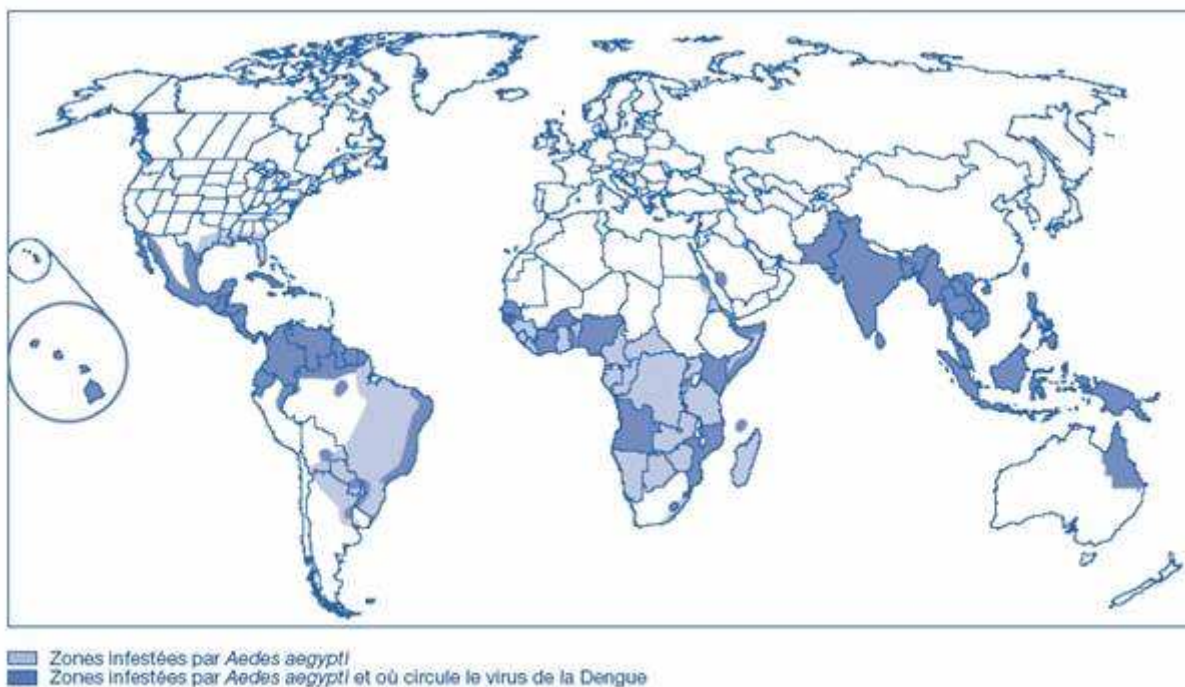 Zones infestées par Aedes aegypti
Zones infestées par Aedes aegypti et où circule le virus de la Dengue